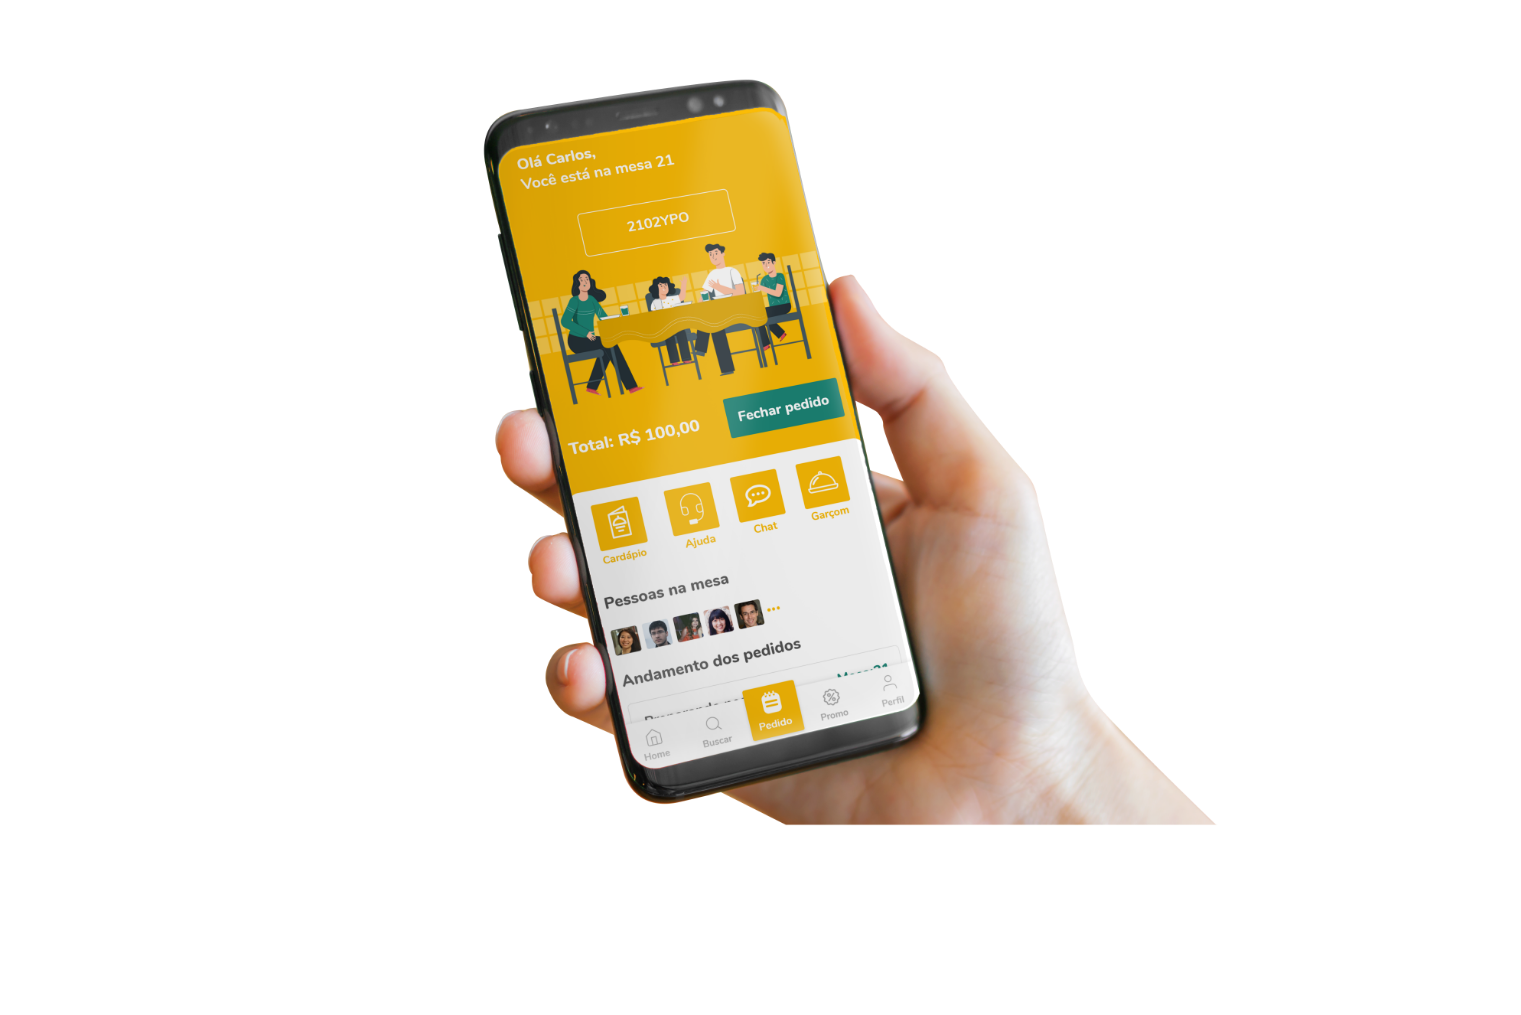 Olá Carlos,
Você está na mesa 21
2102YPO
Total: R$ 100,00
Fechar pedido
Cardápio
Ajuda
Chat
Garçom
Pessoas na mesa
Andamento dos pedidos
Home
Buscar
Pedido
Promo
Perfil